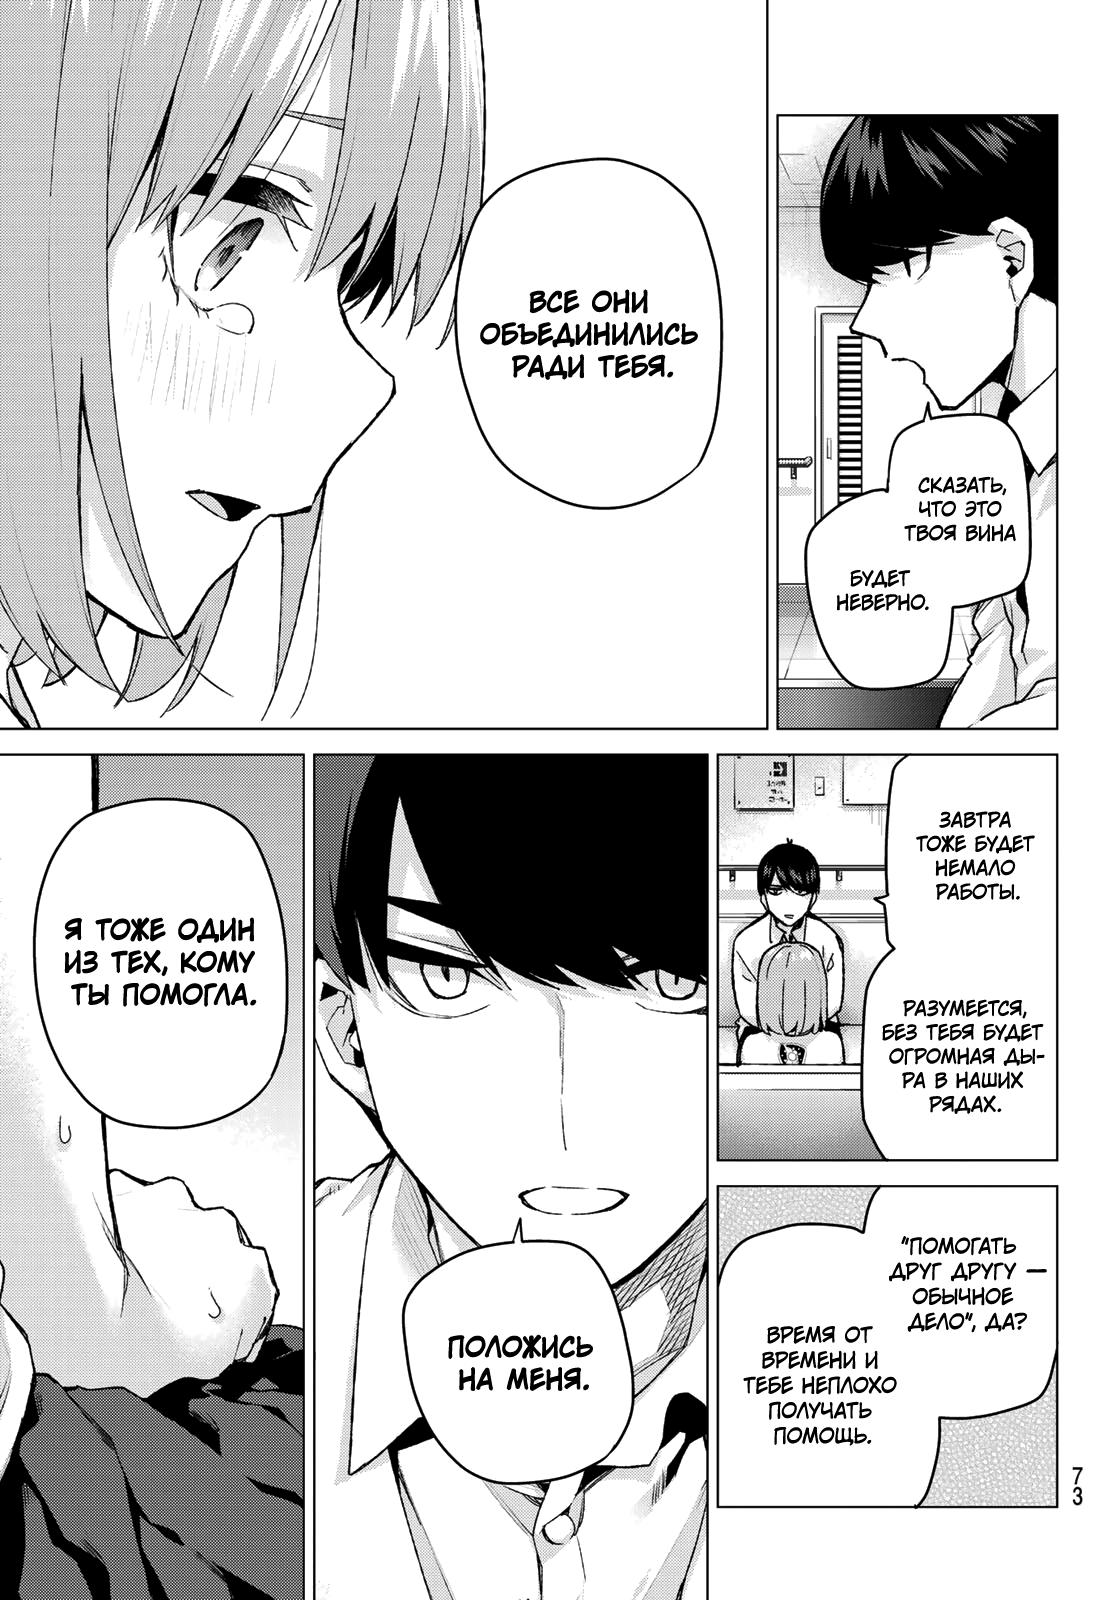 СКАЗАТЬ,
ЧТО ЭТО
ТВОЯ ВИНА
БУДЕТ
НЕВЕРНО.
ВСЕ ОНИ
ОБЪЕДИНИЛИСЬ
РАДИ ТЕБЯ.
ЗАВТРА
ТОЖЕ БУДЕТ
НЕМАЛО
РАБОТЫ.
РАЗУМЕЕТСЯ,
БЕЗ ТЕБЯ БУДЕТ
ОГРОМНАЯ ДЫ-
РА В НАШИХ
РЯДАХ.
"ПОМОГАТЬ
ДРУГ ДРУГУ —
ОБЫЧНОЕ
ДЕЛО", ДА?
ВРЕМЯ ОТ
ВРЕМЕНИ И
ТЕБЕ НЕПЛОХО
ПОЛУЧАТЬ
ПОМОЩЬ.
ПОЛОЖИСЬ
НА МЕНЯ.
Я ТОЖЕ ОДИН
ИЗ ТЕХ, КОМУ
ТЫ ПОМОГЛА.
73